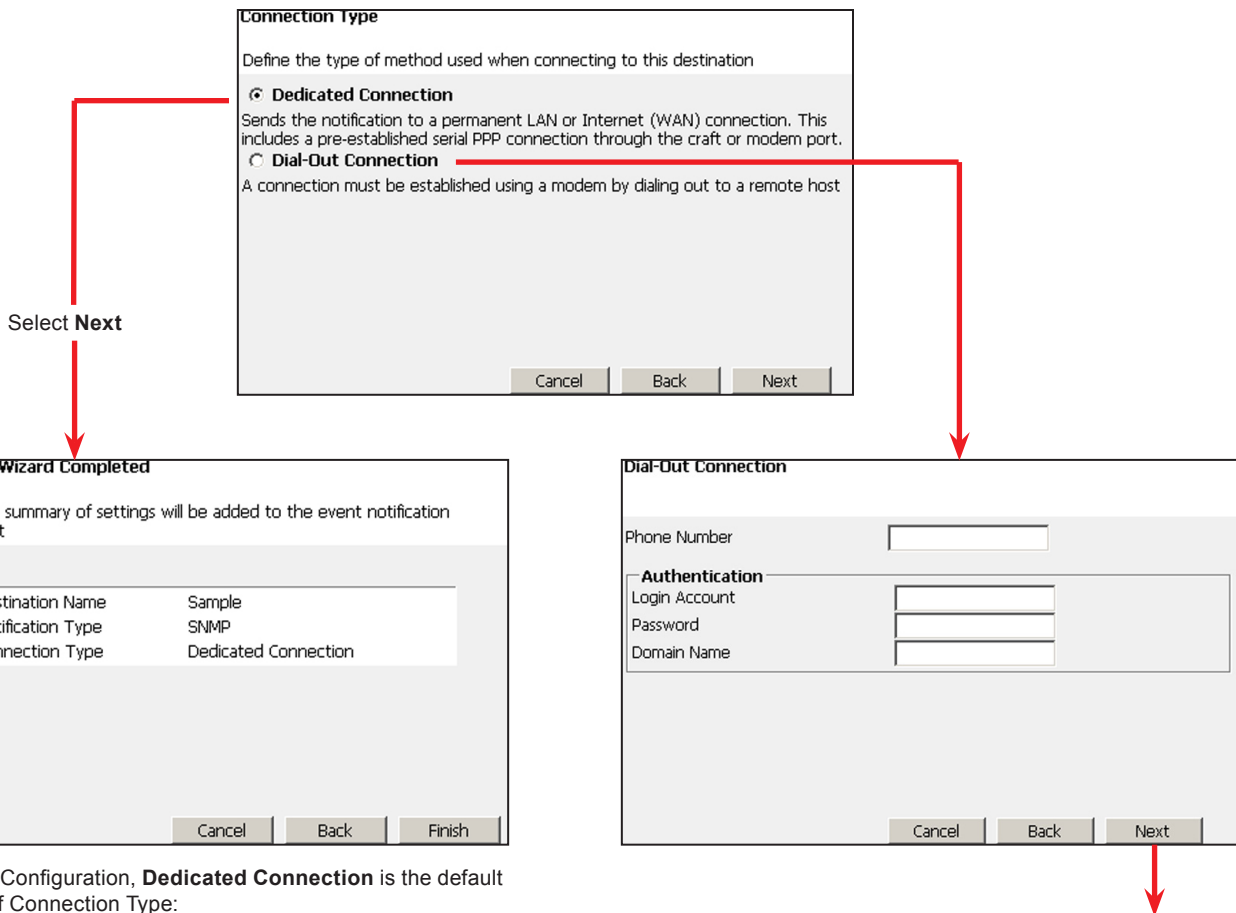 Connection Type
Define the type of method used when connecting to this destination
Dedicated Connection
Sends the notification to a permanent LAN or Internet (WAN) connection. This
includes a pre-established serial PPP connection through the craft or modem port.
Dial-Out Connection
A connection must be established using a modem by dialing out to a remote host
Cancel Back Next
Select Next
Wizard Completed
summary of settings will be added to the event notification
Name Sample
Type SNMP
Type Dedicated Connection
Cancel Back Finish
Dial-Out Connection
Phone Number
Authentication
Login Account
Password
Domain Name
Cancel Back Next
Configuration, Dedicated Connection is the default
Connection Type: